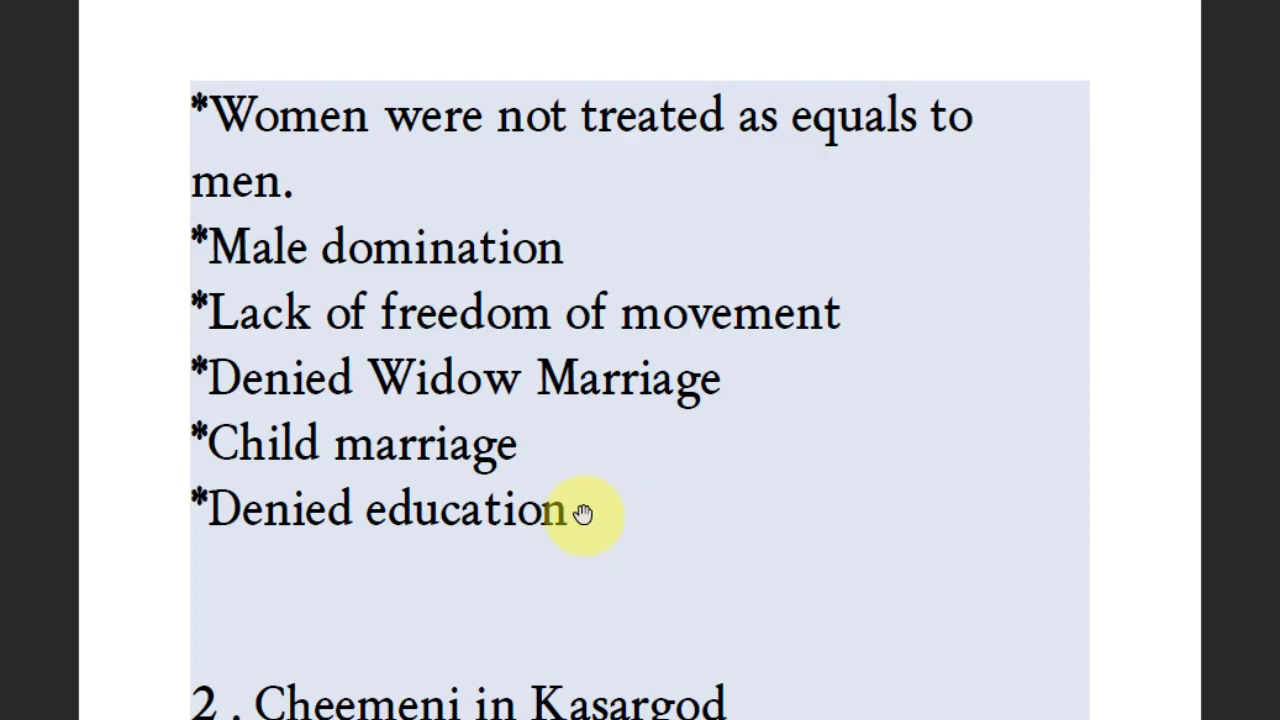 *Women were not treated as equals to
men.
*Male domination
*Lack of freedom of movement
*Denied Widow Marriage
*Child marriage
*Denied education
2 . Cheemeni in Kasargod